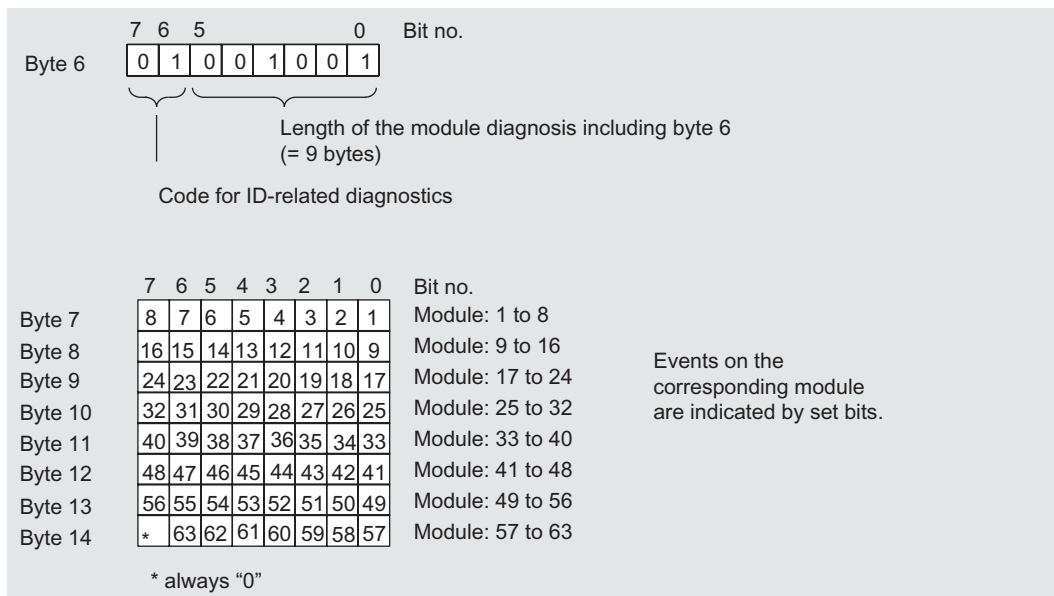 7 6 5 0 Bit no.
Byte 6 0 1 0 0 1 0 0 1
Length of the module diagnosis including byte 6
(= 9 bytes)
Code for ID-related diagnostics
7 6 5 4 3 2 1 0 Bit no.
Byte 7 8 7 6 5 4 3 2 1 Module: 1 to 8
Byte 8 16 15 14 13 12 11 10 9 Module: 9 to 16
Byte 9 24 23 22 21 20 19 18 17 Module: 17 to 24
Byte 10 32 31 30 29 28 27 26 25 Module: 25 to 32
Byte 11 40 39 38 37 36 35 34 33 Module: 33 to 40
Byte 12 48 47 46 45 44 43 42 41 Module: 41 to 48
Byte 13 56 55 54 53 52 51 50 49 Module: 49 to 56
Byte 14 * 63 62 61 60 59 58 57 Module: 57 to 63
Events on the
corresponding module
are indicated by set bits.
* always “0”